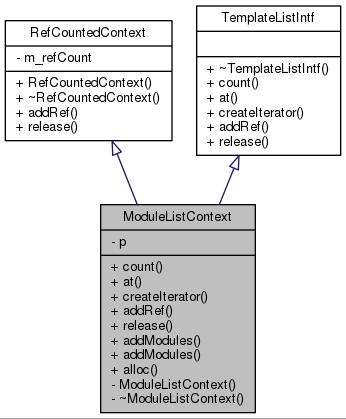 RefCountedContext
- m_refCount
+ RefCountedContext()
+ ~RefCountedContext()
+ addRef()
+ release()
TemplateListIntf
+ ~TemplateListIntf()
+ count()
+ at()
+ createIterator()
+ addRef()
+ release()
ModuleListContext
- p
+ count()
+ at()
+ createIterator()
+ addRef()
+ release()
+ addModules()
+ addModules()
+ alloc()
- ModuleListContext()
- ~ModuleListContext()